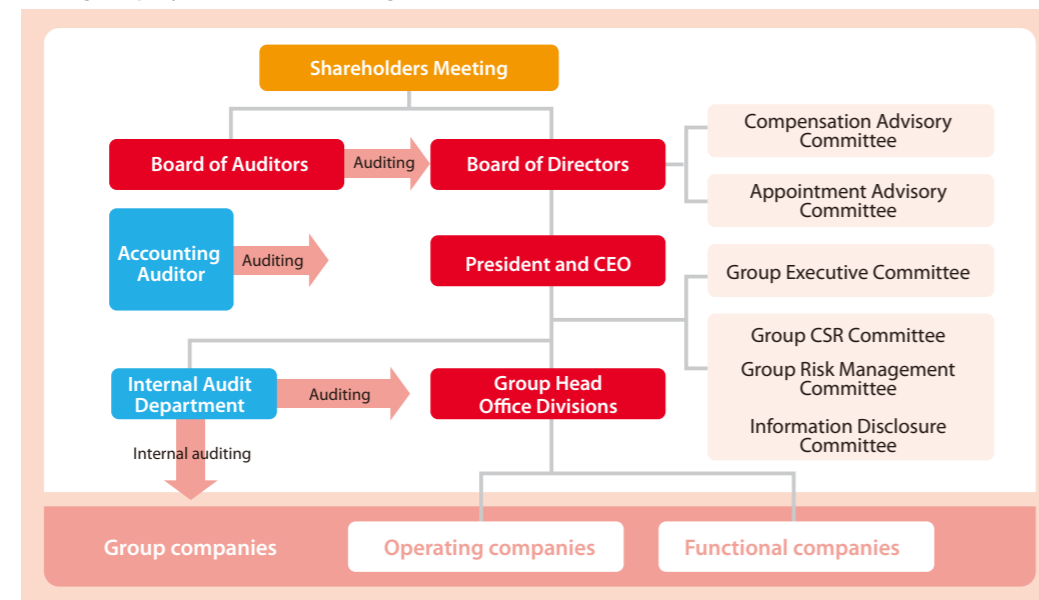 Shareholders Meeting
Board of Auditors
Auditing
Board of Directors
Compensation Advisory
Committee
Appointment Advisory
Committee
Accounting
Auditor
Auditing
President and CEO
Group Executive Committee
Group CSR Committee
Group Risk Management
Committee
Information Disclosure
Committee
Internal Audit
Department
Auditing
Group Head
Office Divisions
Internal auditing
Group companies
Operating companies
Functional companies